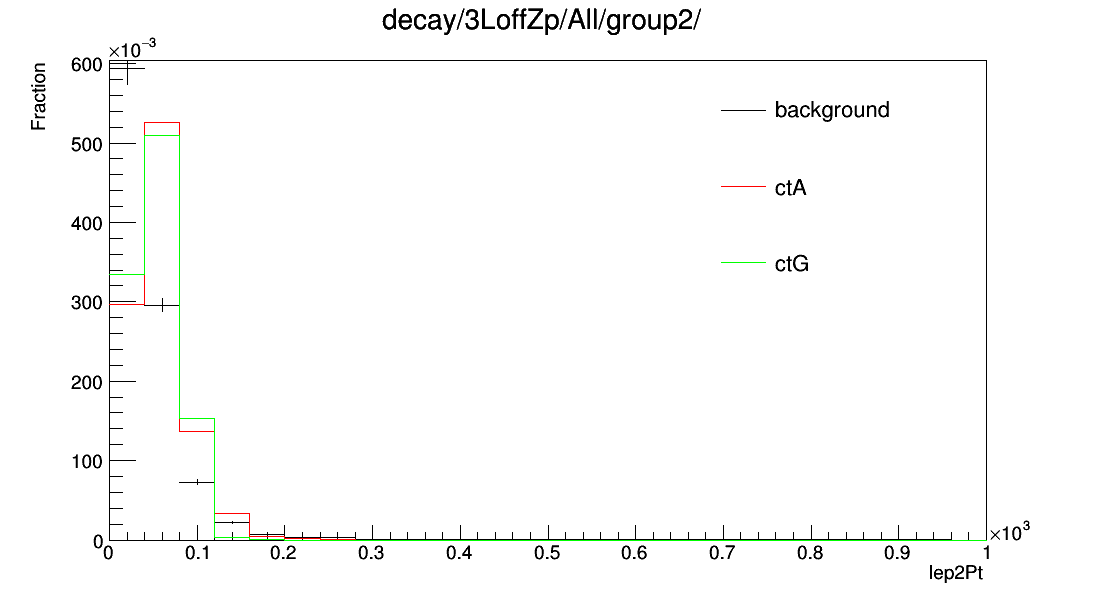 decay/3LoffZp/All/group2/
×10⁻³
600
Fraction
background
500
ctA
400
ctG
300
200
100
0
0 0.1 0.2 0.3 0.4 0.5 0.6 0.7 0.8 0.9 1
×10³
lep2Pt